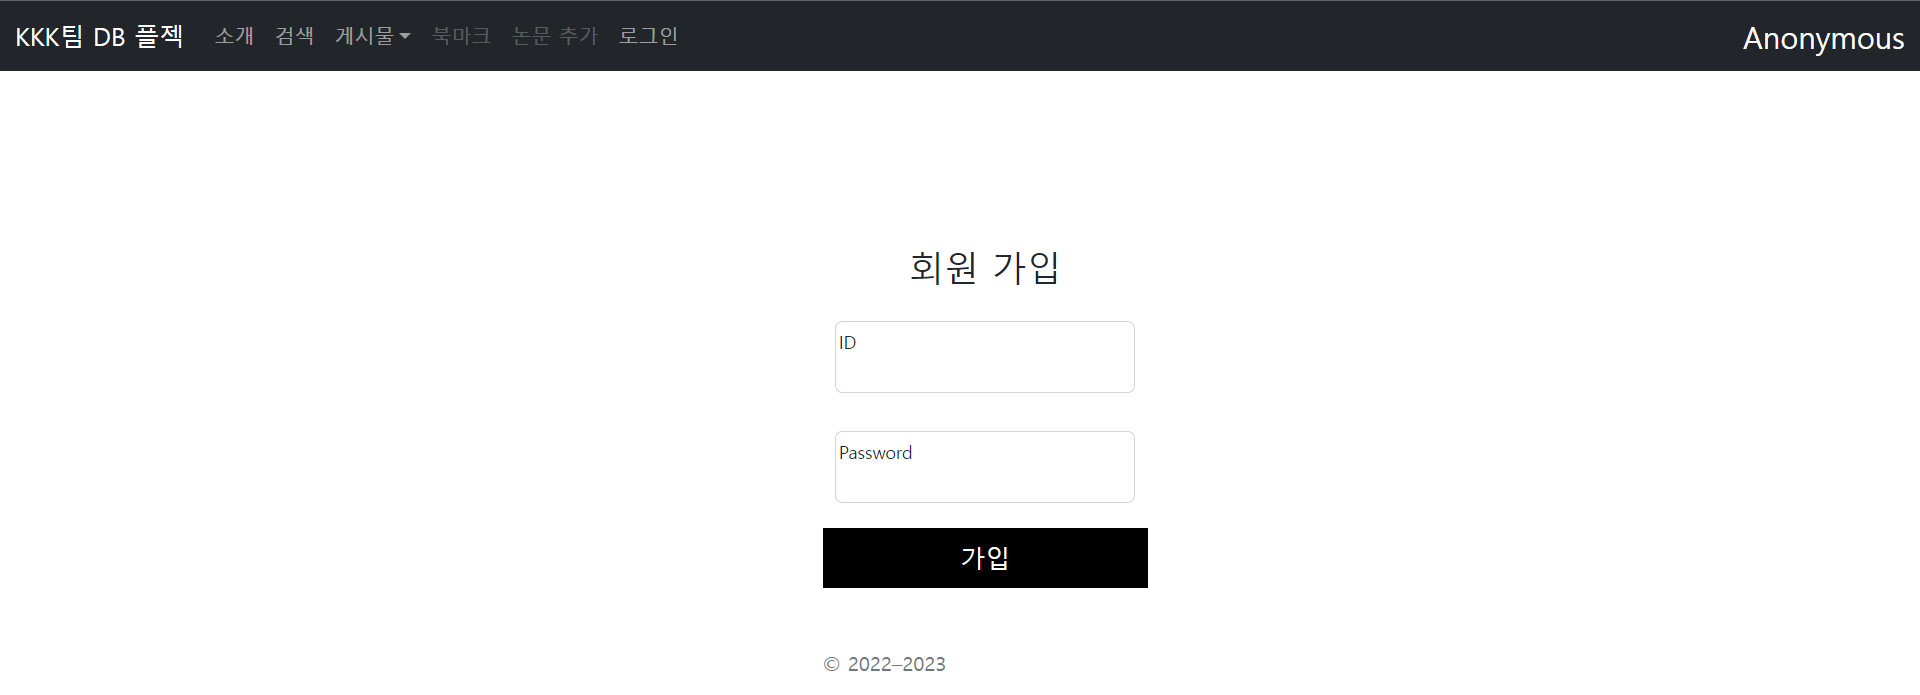 KKK팀 DB 플젝 소개 검색 게시물 북마크 논문 추가 로그인 Anonymous
회원 가입
ID
Password
가입
© 2022–2023